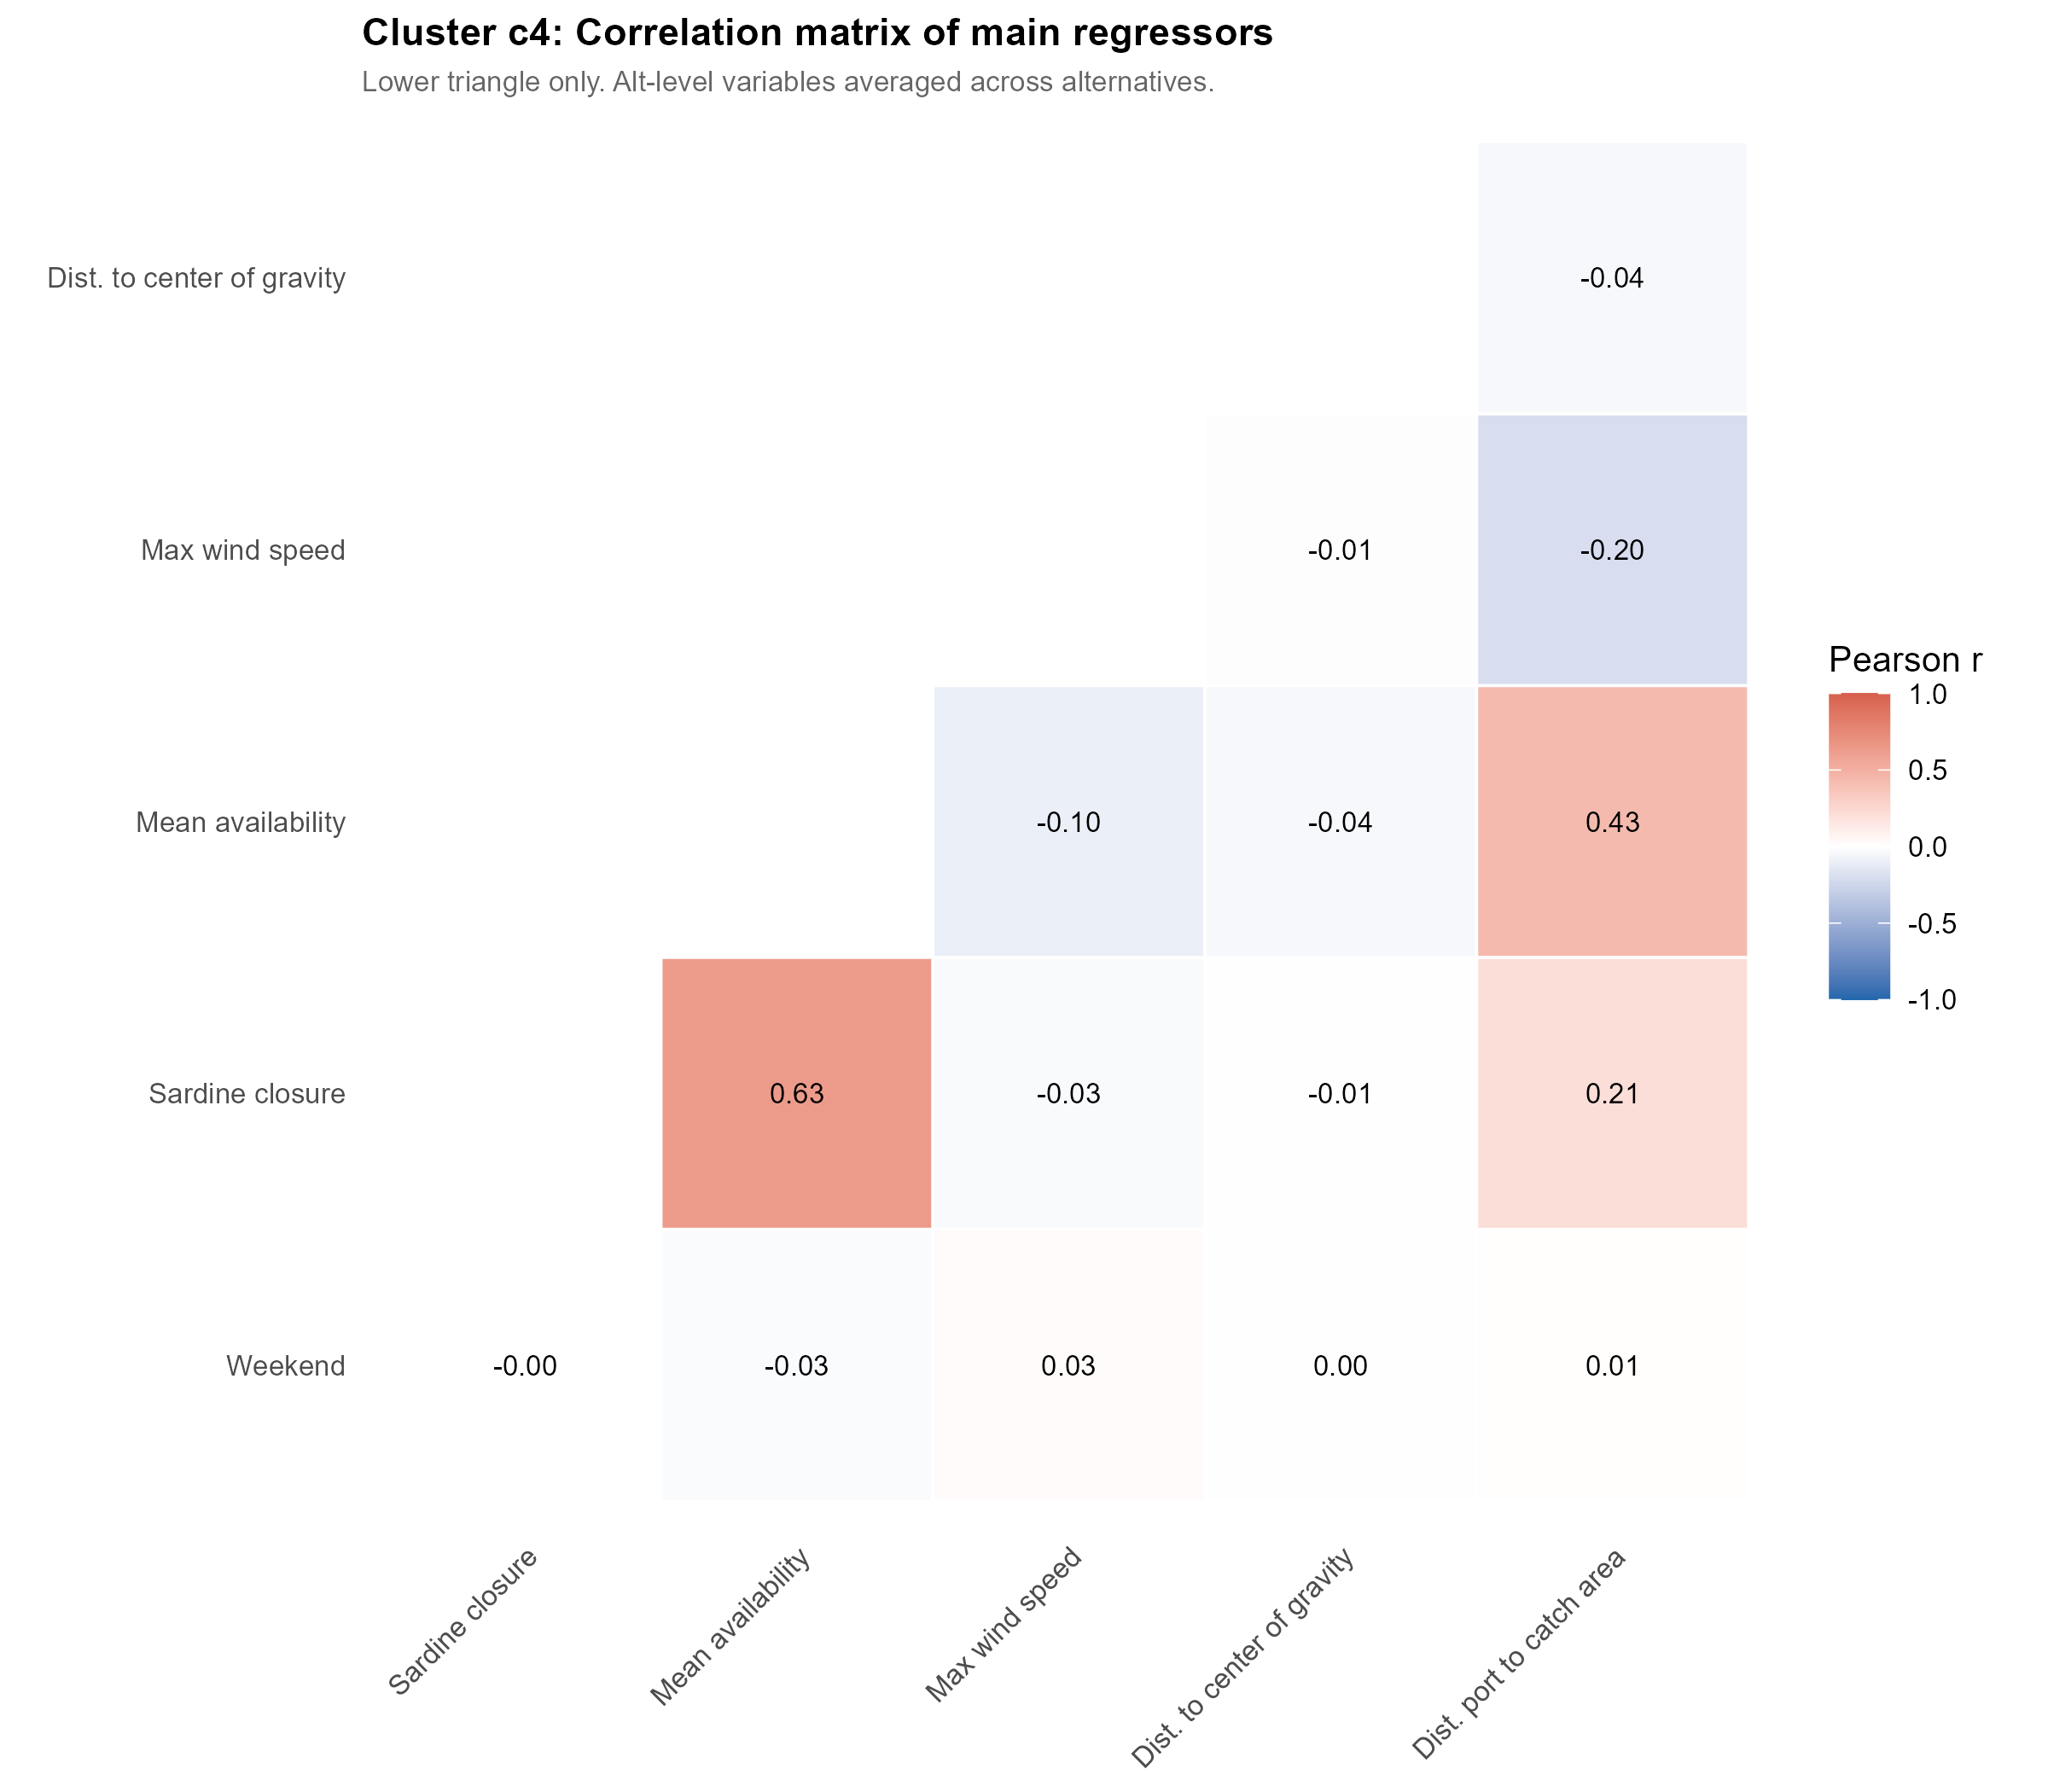 Cluster c4: Correlation matrix of main regressors
Lower triangle only. Alt-level variables averaged across alternatives.
Dist. to center of gravity
-0.04
Max wind speed
-0.01
-0.20
Mean availability
-0.10
-0.04
0.43
Sardine closure
0.63
-0.03
-0.01
0.21
Weekend
-0.00
-0.03
0.03
0.00
0.01
Sardine closure
Mean availability
Max wind speed
Dist. to center of gravity
Dist. port to catch area
Pearson r
1.0
0.5
0.0
-0.5
-1.0